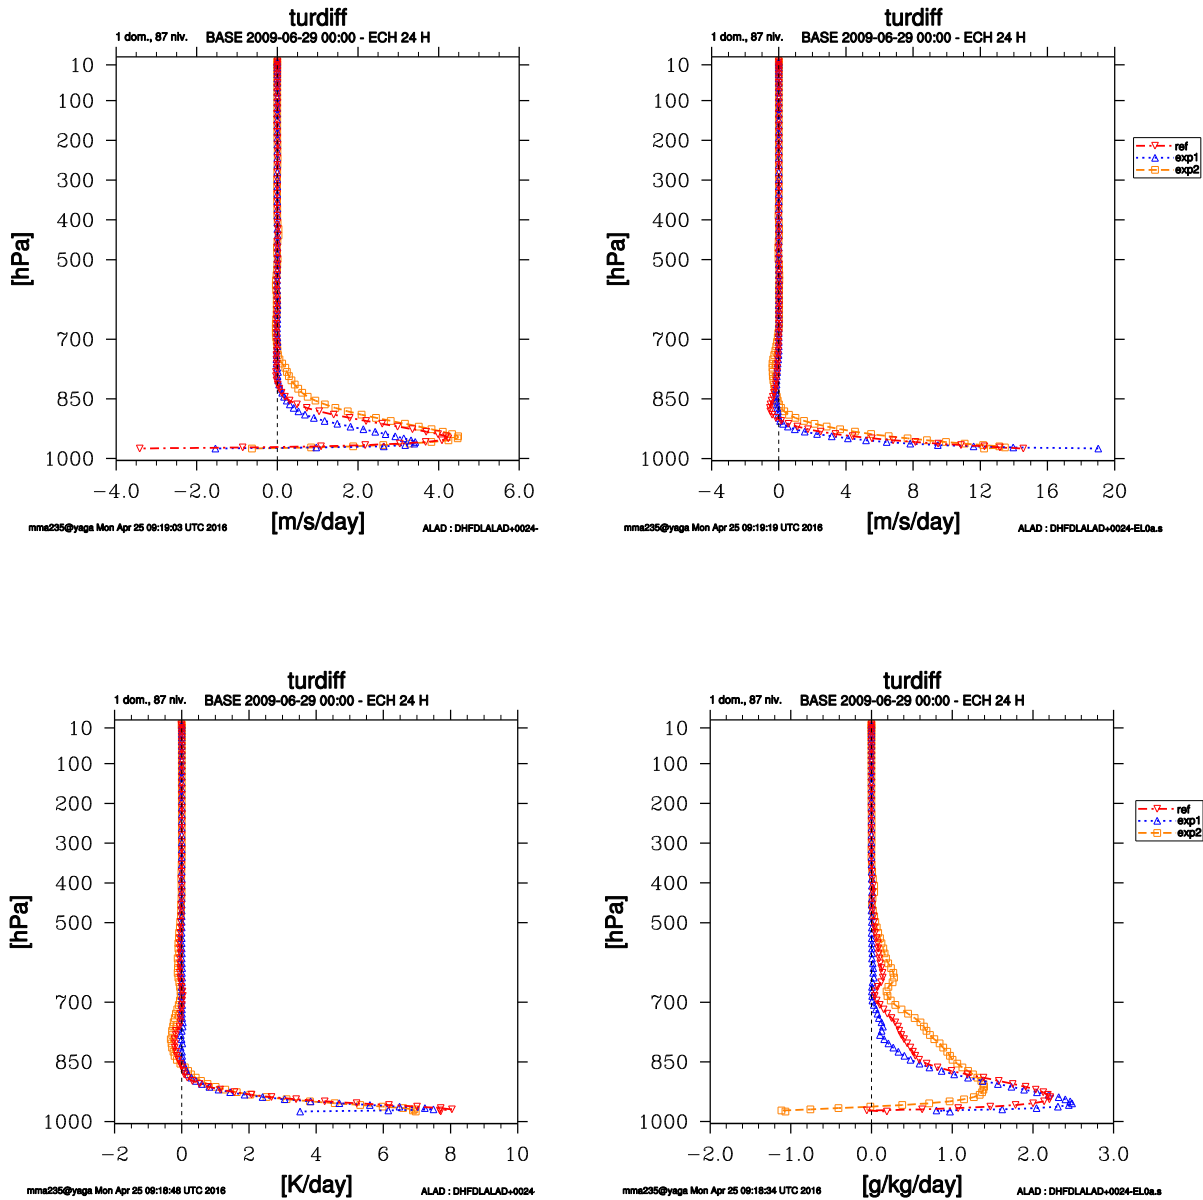 turdiff
1 dom., 87 niv. BASE 2009-06-29 00:00 - ECH 24 H
10
100
200
300
400
500
700
850
1000
[hPa]
-4.0 -2.0 0.0 2.0 4.0 6.0
[m/s/day]
mma235@yaga Mon Apr 25 09:19:03 UTC 2016 ALAD : DHFDLALAD+0024-
turdiff
1 dom., 87 niv. BASE 2009-06-29 00:00 - ECH 24 H
10
100
200
300
400
500
700
850
1000
[hPa]
-4 0 4 8 12 16 20
[m/s/day]
mma235@yaga Mon Apr 25 09:19:19 UTC 2016 ALAD : DHFDLALAD+0024-EL0a.s
ref
exp1
exp2
turdiff
1 dom., 87 niv. BASE 2009-06-29 00:00 - ECH 24 H
10
100
200
300
400
500
700
850
1000
[hPa]
-2 0 2 4 6 8 10
[K/day]
mma235@yaga Mon Apr 25 09:18:48 UTC 2016 ALAD : DHFDLALAD+0024-
turdiff
1 dom., 87 niv. BASE 2009-06-29 00:00 - ECH 24 H
10
100
200
300
400
500
700
850
1000
[hPa]
-2.0 -1.0 0.0 1.0 2.0 3.0
[g/kg/day]
mma235@yaga Mon Apr 25 09:18:34 UTC 2016 ALAD : DHFDLALAD+0024-EL0a.s
ref
exp1
exp2